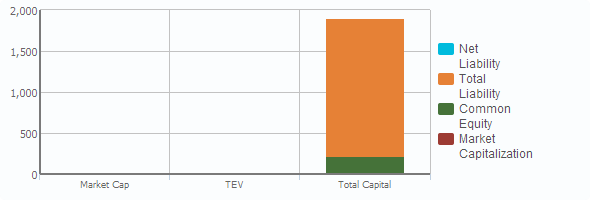 2,000
1,500
1,000
500
0
Market Cap
TEV
Total Capital
Net
Liability
Total
Liability
Common
Equity
Market
Capitalization